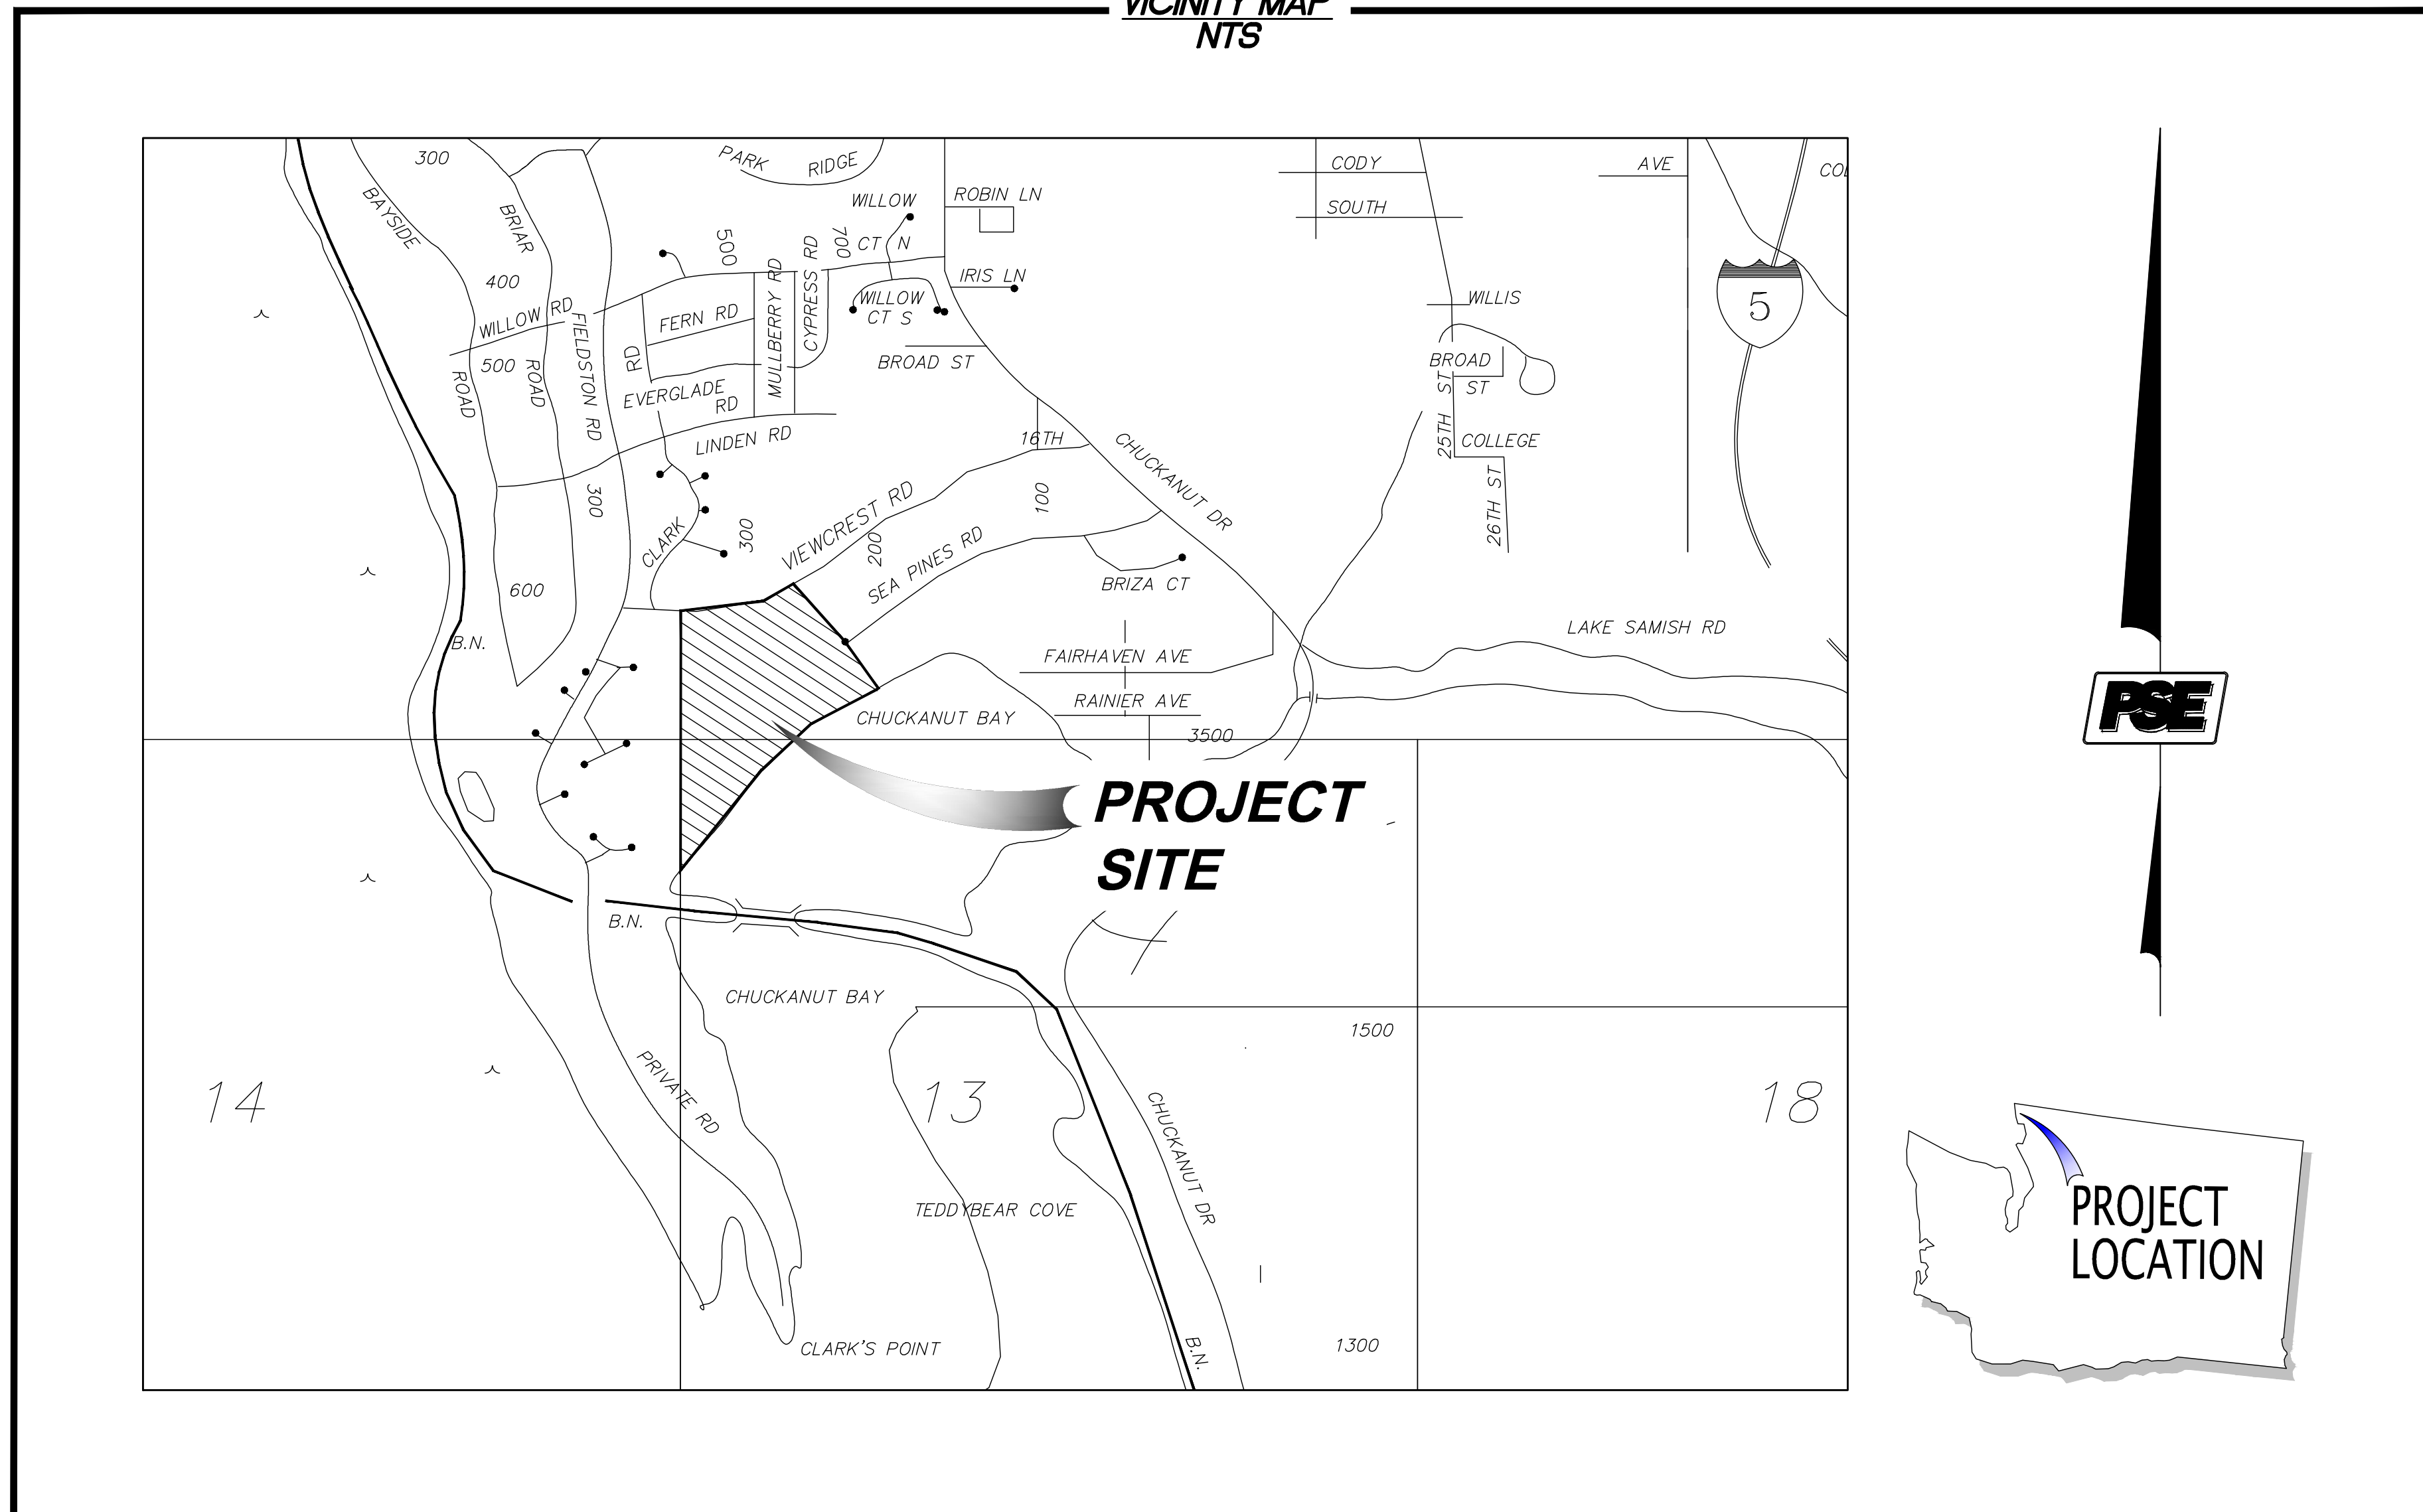 VICINITY MAP
NTS
300
PARK
RIDGE
CODY
AVE
BAYSIDE
BRIAR
WILLOW
ROBIN LN
SOUTH
500
MULLBERRY RD
CYPRESS RD
700
CT N
IRIS LN
400
WILLOW RD
FIELDSTON RD
FERN RD
WILLOW
CT S
WILLIS
5
500
ROAD
ROAD
RD
EVERGLADE
RD
BROAD ST
BROAD
ST
25TH ST
LINDEN RD
16TH
CHUCKANUT DR
COLLEGE
300
CLARK
300
VIEWCREST RD
200
SEA PINES RD
100
26TH ST
600
BRIZA CT
B.N.
FAIRHAVEN AVE
LAKE SAMISH RD
RAINIER AVE
CHUCKANUT BAY
3500
PSE
PROJECT
SITE
B.N.
CHUCKANUT BAY
1500
14
PRIVATE RD
13
CHUCKANUT DR
18
TEDDYBEAR COVE
CLARK'S POINT
B.N.
1300
PROJECT
LOCATION